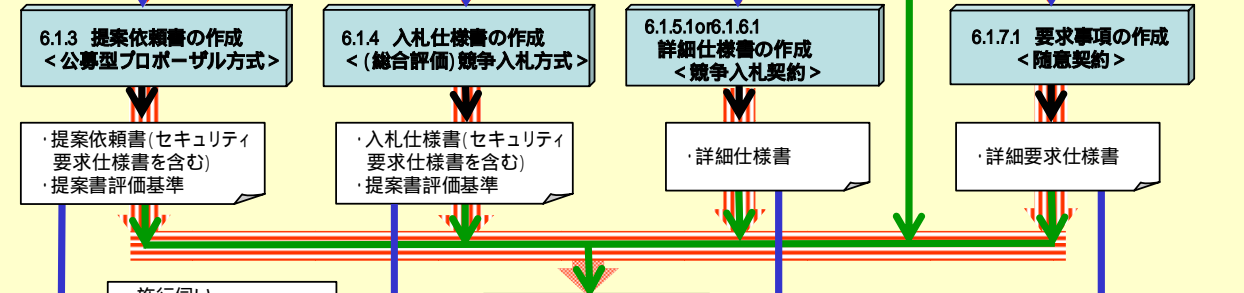 6.1.3 提案依頼書の作成
＜公募型プロポーザル方式＞
6.1.4 入札仕様書の作成
＜(総合評価)競争入札方式＞
6.1.5.1or6.1.6.1
詳細仕様書の作成
＜競争入札契約＞
6.1.7.1 要求事項の作成
＜随意契約＞
・提案依頼書(セキュリティ
要求仕様書を含む)
・提案書評価基準
・入札仕様書(セキュリティ
要求仕様書を含む)
・提案書評価基準
・詳細仕様書
・詳細要求仕様書